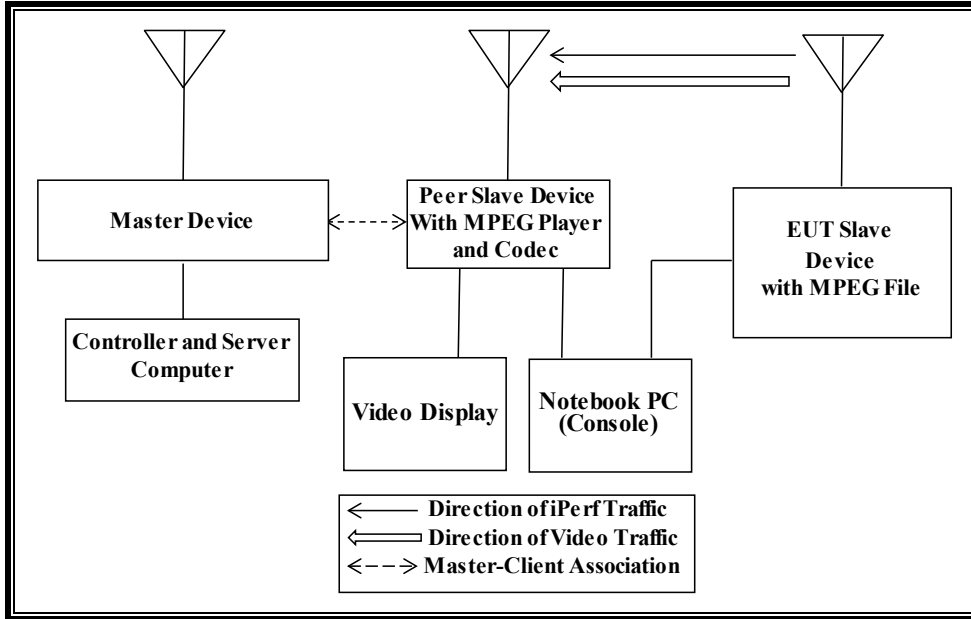 Master Device
Peer Slave Device
With MPEG Player
and Codec
EUT Slave
Device
with MPEG File
Controller and Server
Computer
Video Display
Notebook PC
(Console)
Direction of iPerf Traffic
Direction of Video Traffic
Master-Client Association